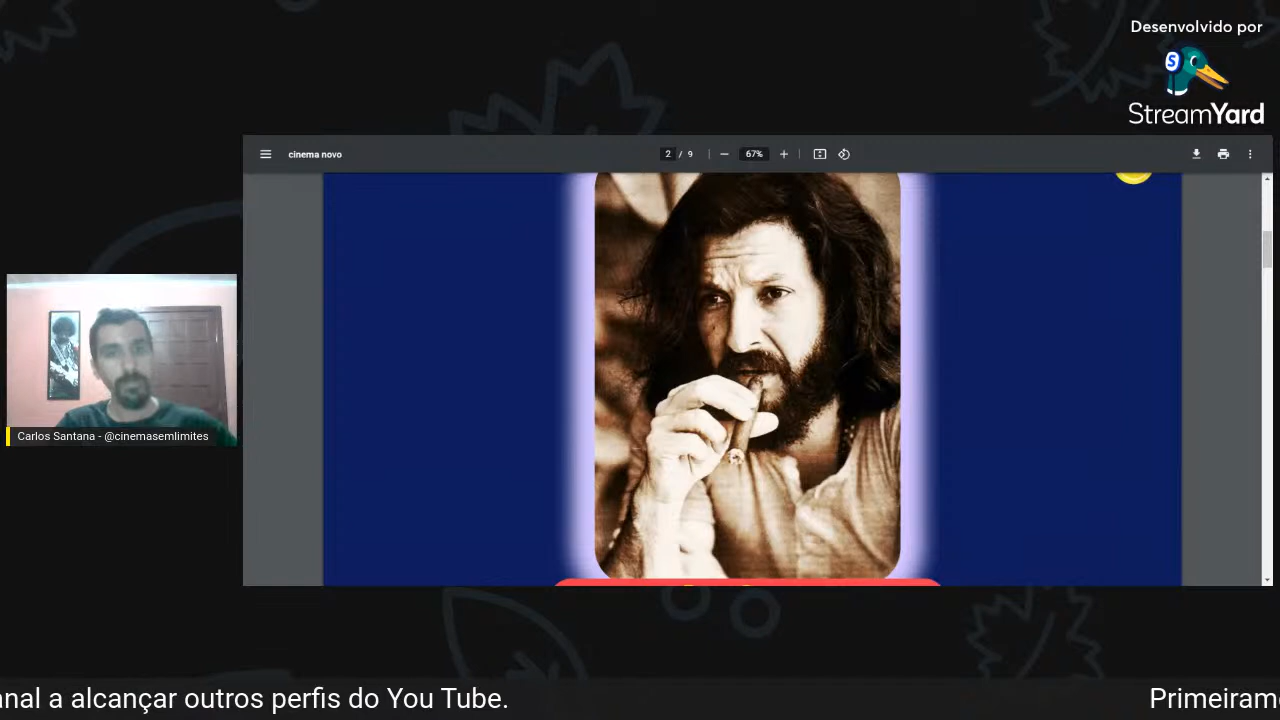 Desenvolvido por
StreamYard
cinema novo
2 / 9
67%
Carlos Santana - @cinemasemlimites
anal a alcançar outros perfis do You Tube.
Primeiram